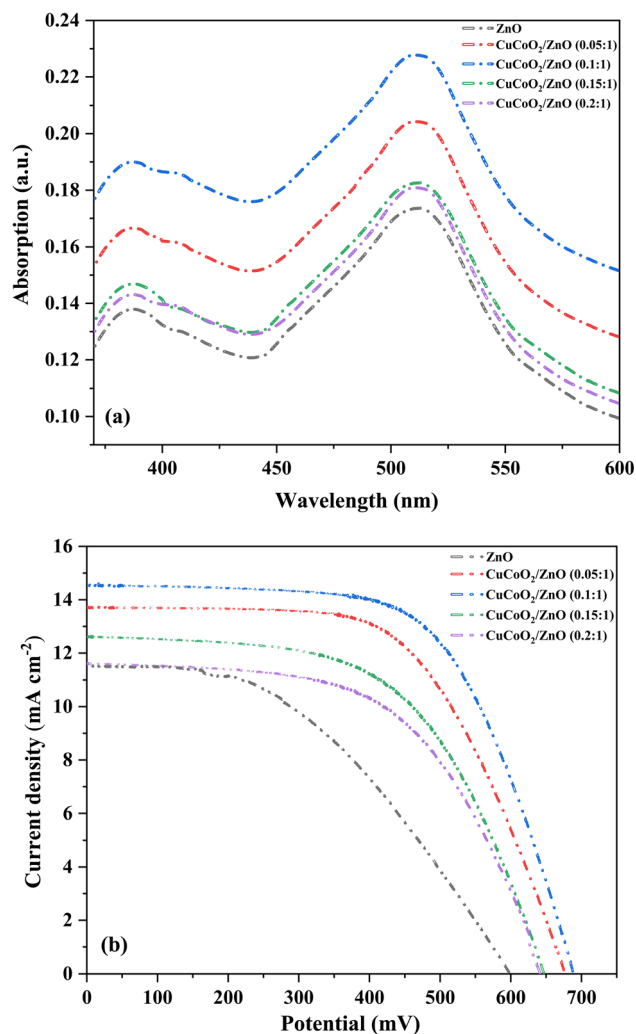 0.24
0.22
0.20
0.18
0.16
0.14
0.12
0.10
Absorption (a.u.)
ZnO
CuCoO₂/ZnO (0.05:1)
CuCoO₂/ZnO (0.1:1)
CuCoO₂/ZnO (0.15:1)
CuCoO₂/ZnO (0.2:1)
(a)
400 450 500 550 600
Wavelength (nm)
16
14
12
10
8
6
4
2
0
Current density (mA cm⁻²)
ZnO
CuCoO₂/ZnO (0.05:1)
CuCoO₂/ZnO (0.1:1)
CuCoO₂/ZnO (0.15:1)
CuCoO₂/ZnO (0.2:1)
(b)
0 100 200 300 400 500 600 700
Potential (mV)